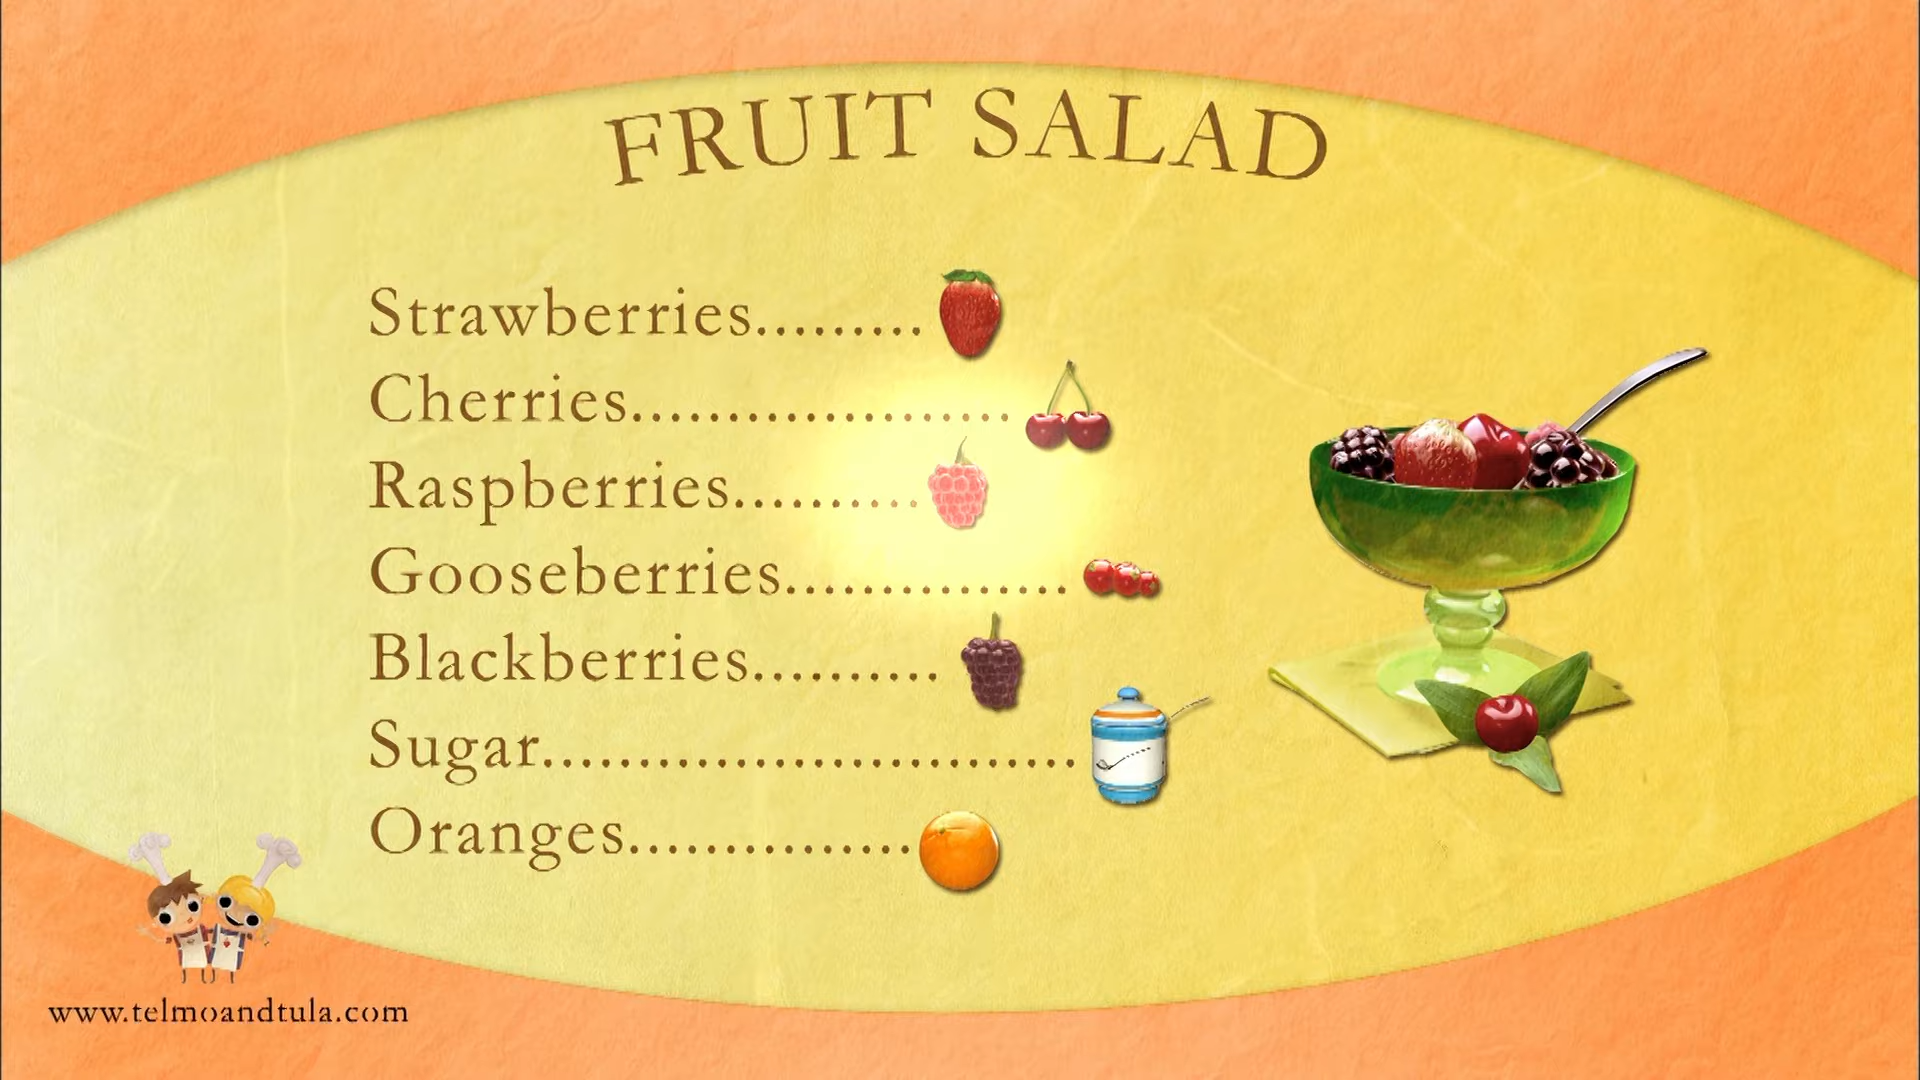 FRUIT SALAD
Strawberries.........
Cherries....................
Raspberries..........
Gooseberries...............
Blackberries..........
Sugar............................
Oranges...............
www.telmoandtula.com